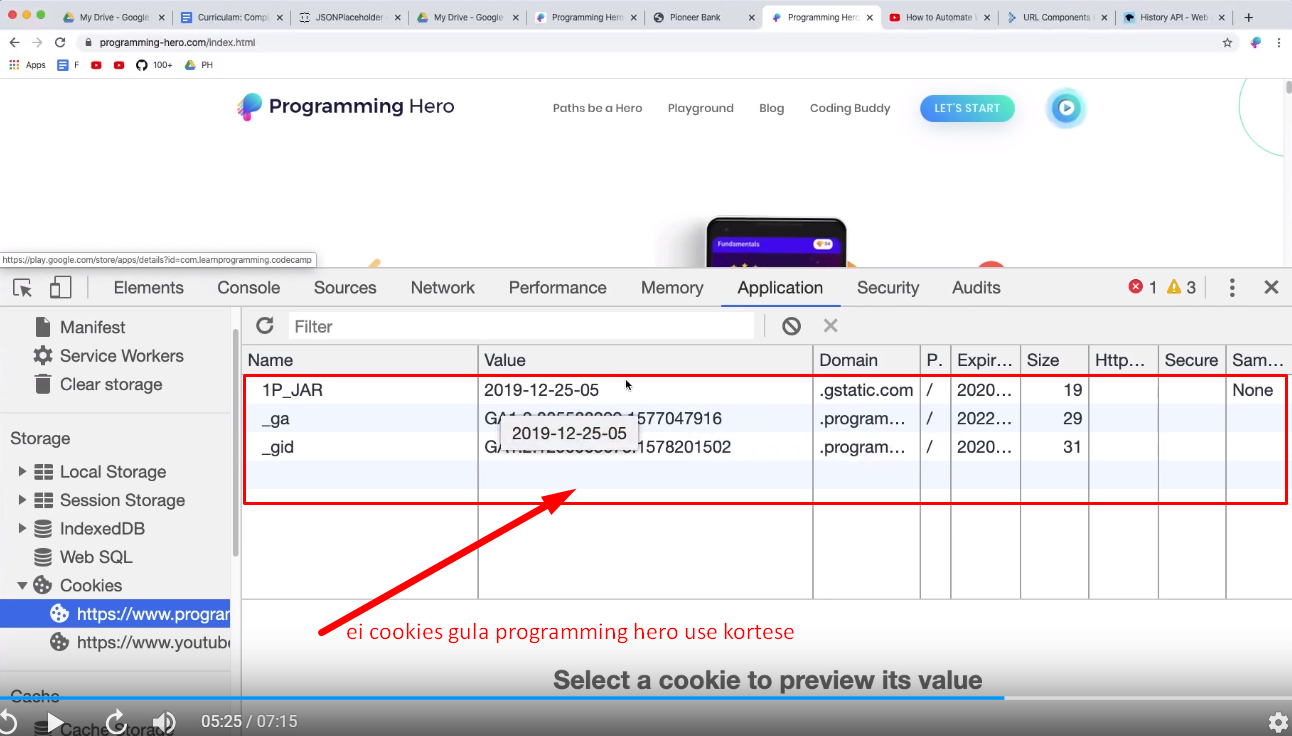 My Drive - Google
Curriculam: Compl
JSONPlaceholder
My Drive - Google
Programming Hero
Pioneer Bank
Programming Hero
How to Automate
URL Components
History API - Web
programming-hero.com/index.html
Apps
F
100+
PH
Programming Hero
Paths be a Hero
Playground
Blog
Coding Buddy
LET'S START
Fundamentals
https://play.google.com/store/apps/details?id=com.learnprogramming.codecamp
Elements Console Sources Network Performance Memory Application Security Audits 1 3
Manifest
Service Workers
Clear storage
Storage
Local Storage
Session Storage
IndexedDB
Web SQL
Cookies
https://www.progran
https://www.youtube
Cache
Cache Storage
Filter
Name Value Domain P. Expir... Size Http... Secure Sam...
1P_JAR 2019-12-25-05 .gstatic.com / 2020... 19 None
_ga 1577047916 .program... / 2022... 29
2019-12-25-05
_gid .1578201502 .program... / 2020... 31
ei cookies gula programming hero use kortese
Select a cookie to preview its value
05:25 / 07:15